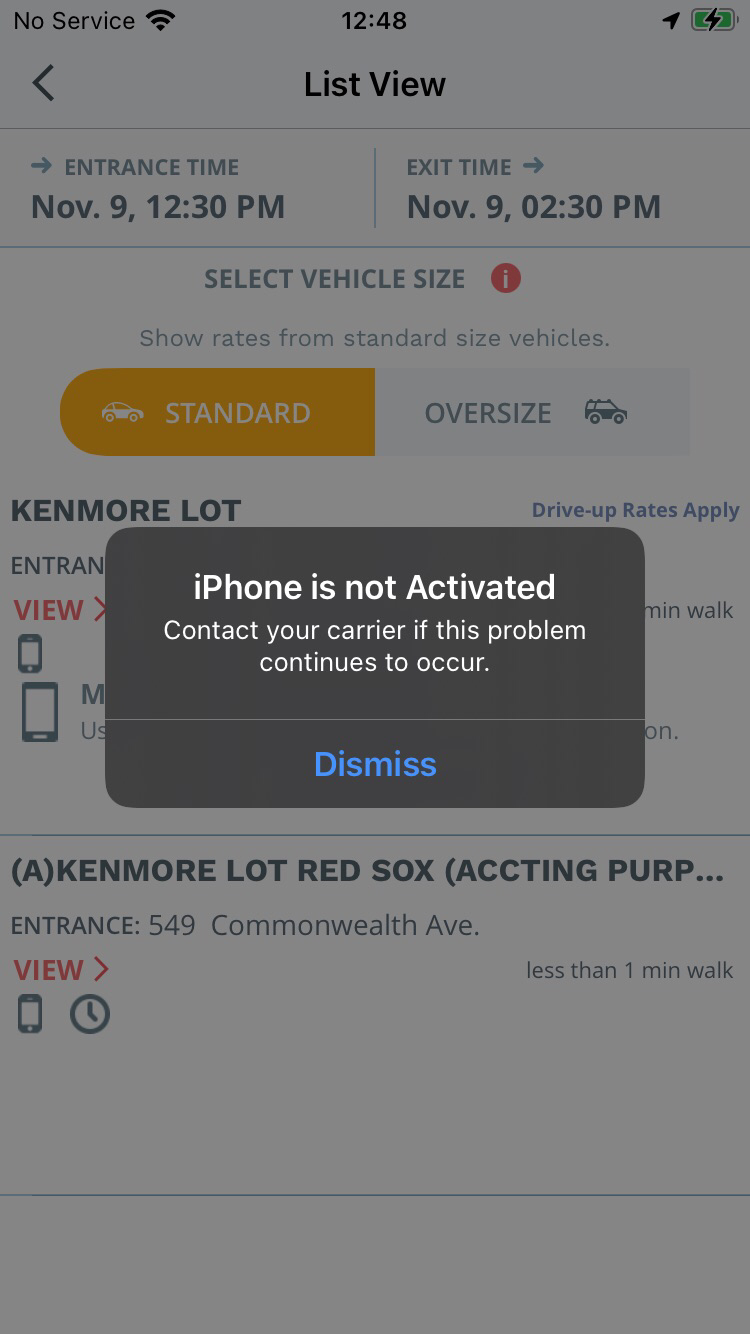 No Service 12:48
List View
ENTRANCE TIME EXIT TIME
Nov. 9, 12:30 PM Nov. 9, 02:30 PM
SELECT VEHICLE SIZE i
Show rates from standard size vehicles.
STANDARD OVERSIZE
KENMORE LOT Drive-up Rates Apply
ENTRAN
VIEW min walk
M
Us on.
iPhone is not Activated
Contact your carrier if this problem
continues to occur.
Dismiss
(A)KENMORE LOT RED SOX (ACCTING PURP...
ENTRANCE: 549 Commonwealth Ave.
VIEW less than 1 min walk